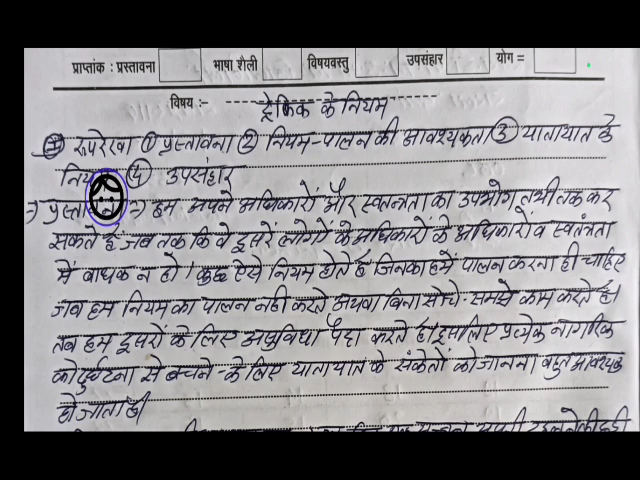 प्राप्तांक : प्रस्तावना भाषा शैली विषयवस्तु उपसंहार योग =
विषय :- ट्रैफिक के नियम
रूपरेखा ① प्रस्तावना ② नियम-पालन की आवश्यकता ③ यातायात के
निय ④ उपसंहार
प्रस्ता => हम अपने अधिकारों और स्वतन्त्रता का उपभोग तभी तक कर
सकते है जब तक कि वे दूसरे लोगों के अधिकारों के अधिकारों व स्वतंत्रता
में बाधक न हो। कुछ ऐसे नियम होते है जिनका हमें पालन करना ही चाहिए
जब हम नियम का पालन नही करते अथवा बिना सोचे-समझे काम करते है।
तब हम दूसरों के लिए असुविधा पैदा करते है। इसलिए प्रत्येक नागरिक
को दुर्घटना से बचने के लिए यातायात के संकेतों को जानना बहुत आवश्यक
हो जाता है।